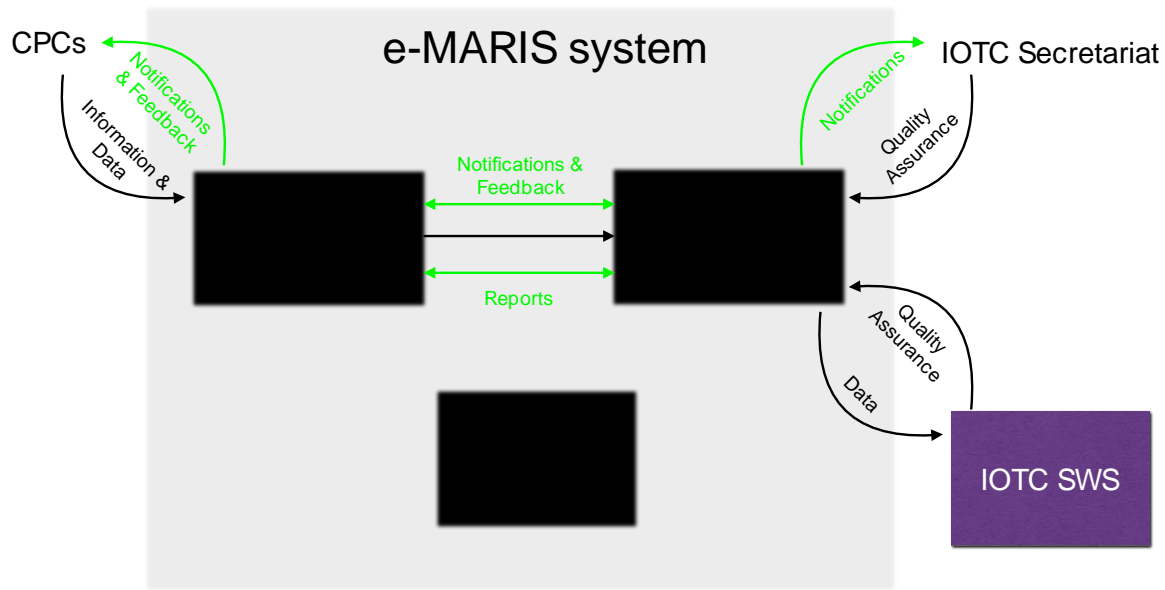 e-MARIS system
CPCs
Notifications
& Feedback
Information &
Data
Notifications &
Feedback
Reports
Notifications
IOTC Secretariat
Quality
Assurance
Quality
Assurance
Data
IOTC SWS